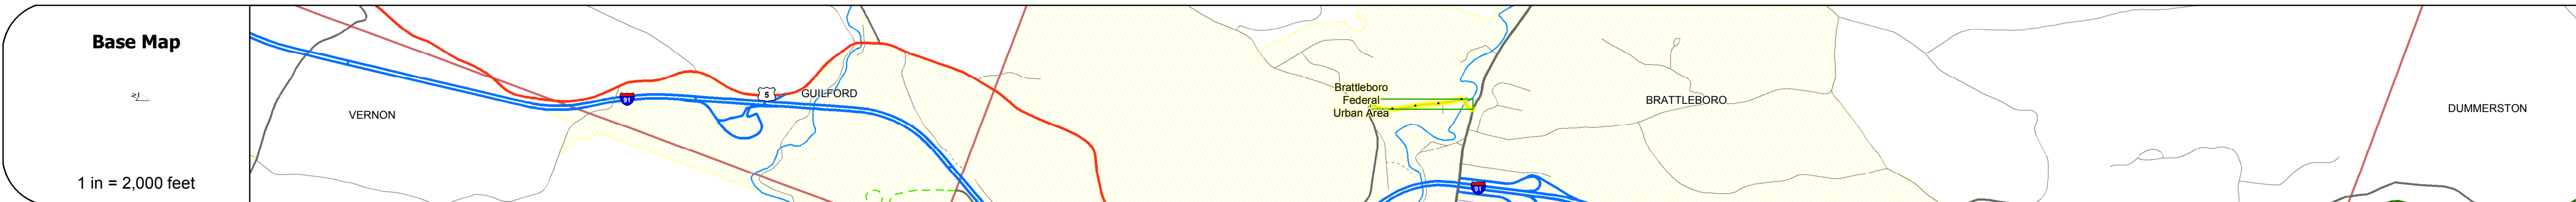 Base Map
1 in = 2,000 feet
VERNON
91
5
GUILFORD
Brattleboro
Federal
Urban Area
91
BRATTLEBORO
DUMMERSTON